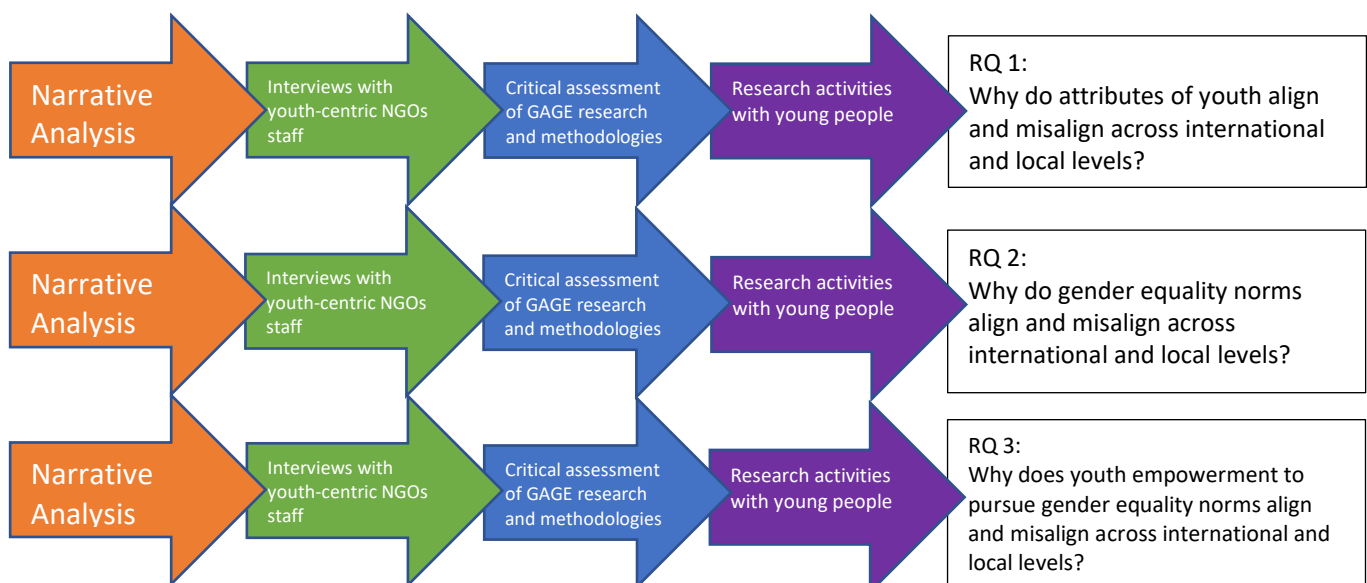 Narrative
Analysis
Interviews with
youth-centric NGOs
staff
Critical assessment
of GAGE research
and methodologies
Research activities
with young people
RQ 1:
Why do attributes of youth align
and misalign across international
and local levels?
Narrative
Analysis
Interviews with
youth-centric NGOs
staff
Critical assessment
of GAGE research
and methodologies
Research activities
with young people
RQ 2:
Why do gender equality norms
align and misalign across
international and local levels?
Narrative
Analysis
Interviews with
youth-centric NGOs
staff
Critical assessment
of GAGE research
and methodologies
Research activities
with young people
RQ 3:
Why does youth empowerment to
pursue gender equality norms align
and misalign across international and
local levels?